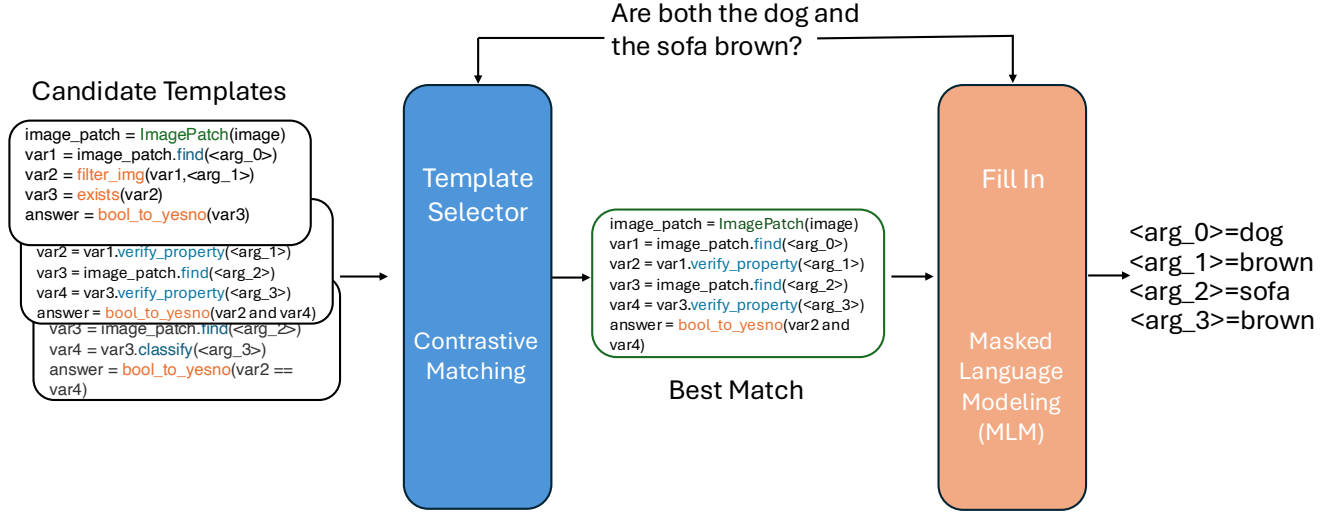 Are both the dog and
the sofa brown?
Candidate Templates
image_patch = ImagePatch(image)
var1 = image_patch.find(<arg_0>)
var2 = filter_img(var1,<arg_1>)
var3 = exists(var2)
answer = bool_to_yesno(var3)
var2 = var1.verify_property(<arg_1>)
var3 = image_patch.find(<arg_2>)
var4 = var3.verify_property(<arg_3>)
answer = bool_to_yesno(var2 and var4)
var3 = image_patch.find(<arg_2>)
var4 = var3.classify(<arg_3>)
answer = bool_to_yesno(var2 ==
var4)
Template
Selector
Contrastive
Matching
image_patch = ImagePatch(image)
var1 = image_patch.find(<arg_0>)
var2 = var1.verify_property(<arg_1>)
var3 = image_patch.find(<arg_2>)
var4 = var3.verify_property(<arg_3>)
answer = bool_to_yesno(var2 and
var4)
Best Match
Fill In
Masked
Language
Modeling
(MLM)
<arg_0>=dog
<arg_1>=brown
<arg_2>=sofa
<arg_3>=brown